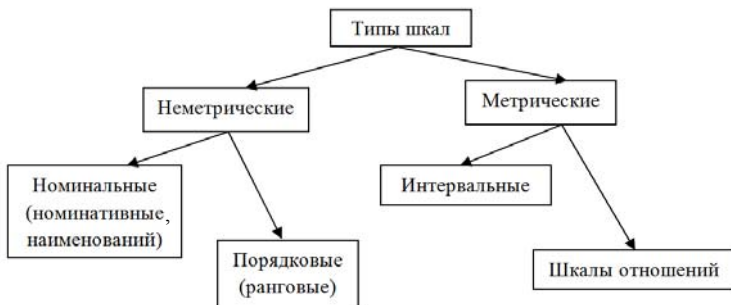 Типы шкал
Неметрические
Метрические
Номинальные
(номинативные,
наименований)
Интервальные
Порядковые
(ранговые)
Шкалы отношений